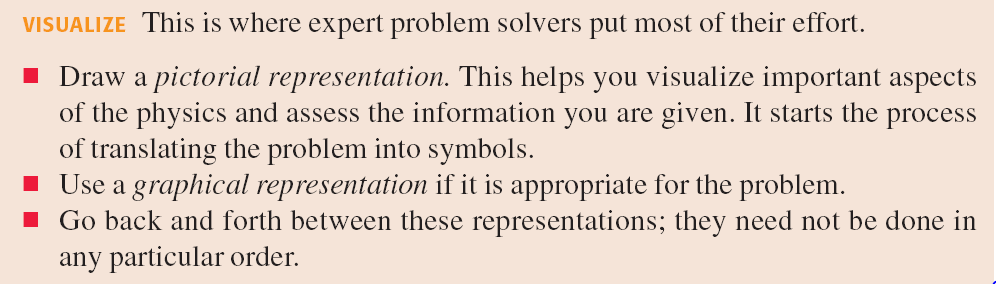 VISUALIZE This is where expert problem solvers put most of their effort.
■ Draw a pictorial representation. This helps you visualize important aspects
of the physics and assess the information you are given. It starts the process
of translating the problem into symbols.
■ Use a graphical representation if it is appropriate for the problem.
■ Go back and forth between these representations; they need not be done in
any particular order.